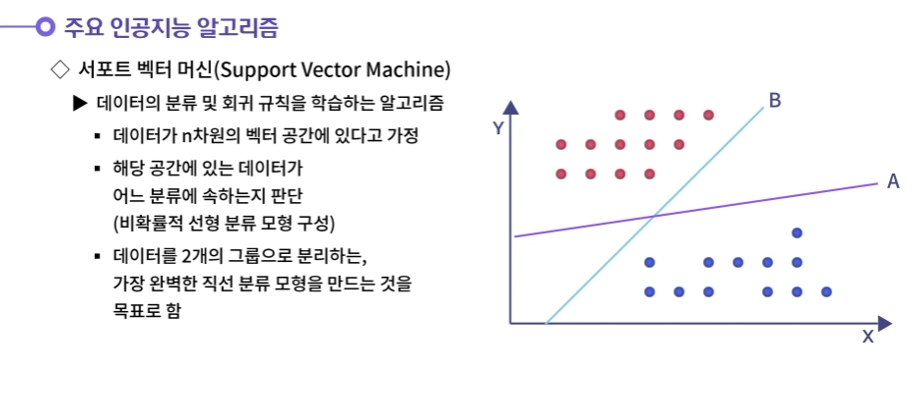 주요 인공지능 알고리즘
◇ 서포트 벡터 머신(Support Vector Machine)
▶ 데이터의 분류 및 회귀 규칙을 학습하는 알고리즘
▪ 데이터가 n차원의 벡터 공간에 있다고 가정
▪ 해당 공간에 있는 데이터가
어느 분류에 속하는지 판단
(비확률적 선형 분류 모형 구성)
▪ 데이터를 2개의 그룹으로 분리하는,
가장 완벽한 직선 분류 모형을 만드는 것을
목표로 함
Y
B
A
X